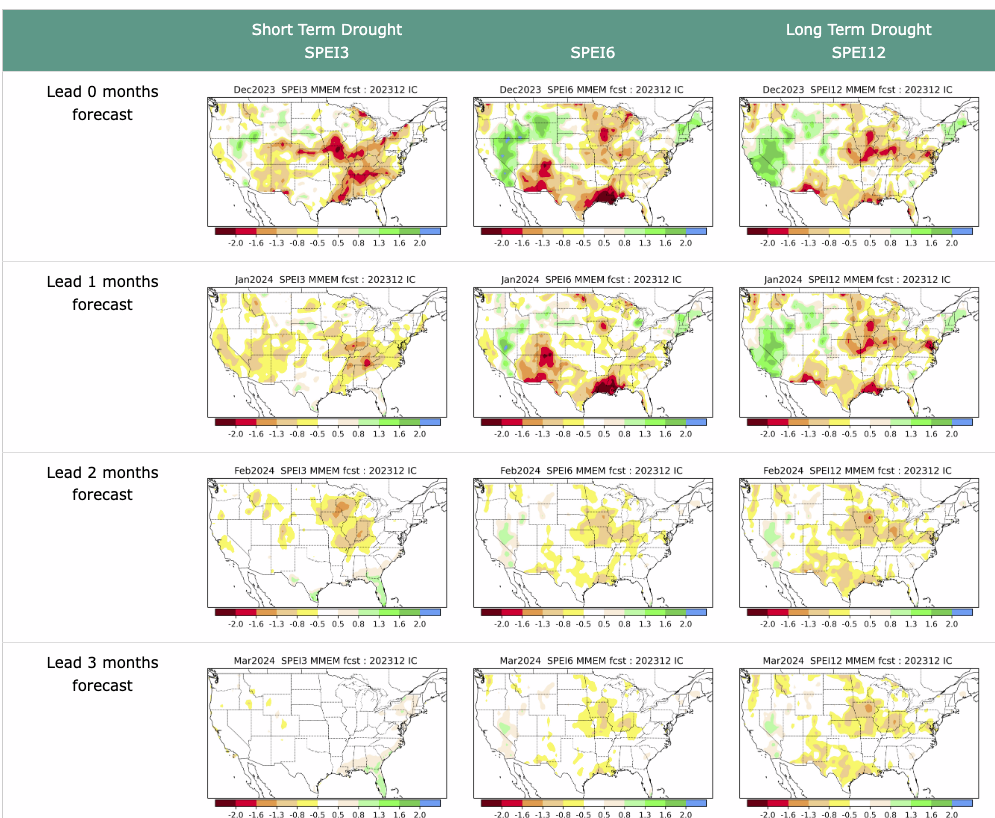 Short Term Drought
SPEI3
SPEI6
Long Term Drought
SPEI12
Lead 0 months
forecast
Dec2023 SPEI3 MMEM fcst : 202312 IC
-2.0 -1.6 -1.3 -0.8 -0.5 0.5 0.8 1.3 1.6 2.0
Dec2023 SPEI6 MMEM fcst : 202312 IC
-2.0 -1.6 -1.3 -0.8 -0.5 0.5 0.8 1.3 1.6 2.0
Dec2023 SPEI12 MMEM fcst : 202312 IC
-2.0 -1.6 -1.3 -0.8 -0.5 0.5 0.8 1.3 1.6 2.0
Lead 1 months
forecast
Jan2024 SPEI3 MMEM fcst : 202312 IC
-2.0 -1.6 -1.3 -0.8 -0.5 0.5 0.8 1.3 1.6 2.0
Jan2024 SPEI6 MMEM fcst : 202312 IC
-2.0 -1.6 -1.3 -0.8 -0.5 0.5 0.8 1.3 1.6 2.0
Jan2024 SPEI12 MMEM fcst : 202312 IC
-2.0 -1.6 -1.3 -0.8 -0.5 0.5 0.8 1.3 1.6 2.0
Lead 2 months
forecast
Feb2024 SPEI3 MMEM fcst : 202312 IC
-2.0 -1.6 -1.3 -0.8 -0.5 0.5 0.8 1.3 1.6 2.0
Feb2024 SPEI6 MMEM fcst : 202312 IC
-2.0 -1.6 -1.3 -0.8 -0.5 0.5 0.8 1.3 1.6 2.0
Feb2024 SPEI12 MMEM fcst : 202312 IC
-2.0 -1.6 -1.3 -0.8 -0.5 0.5 0.8 1.3 1.6 2.0
Lead 3 months
forecast
Mar2024 SPEI3 MMEM fcst : 202312 IC
-2.0 -1.6 -1.3 -0.8 -0.5 0.5 0.8 1.3 1.6 2.0
Mar2024 SPEI6 MMEM fcst : 202312 IC
-2.0 -1.6 -1.3 -0.8 -0.5 0.5 0.8 1.3 1.6 2.0
Mar2024 SPEI12 MMEM fcst : 202312 IC
-2.0 -1.6 -1.3 -0.8 -0.5 0.5 0.8 1.3 1.6 2.0